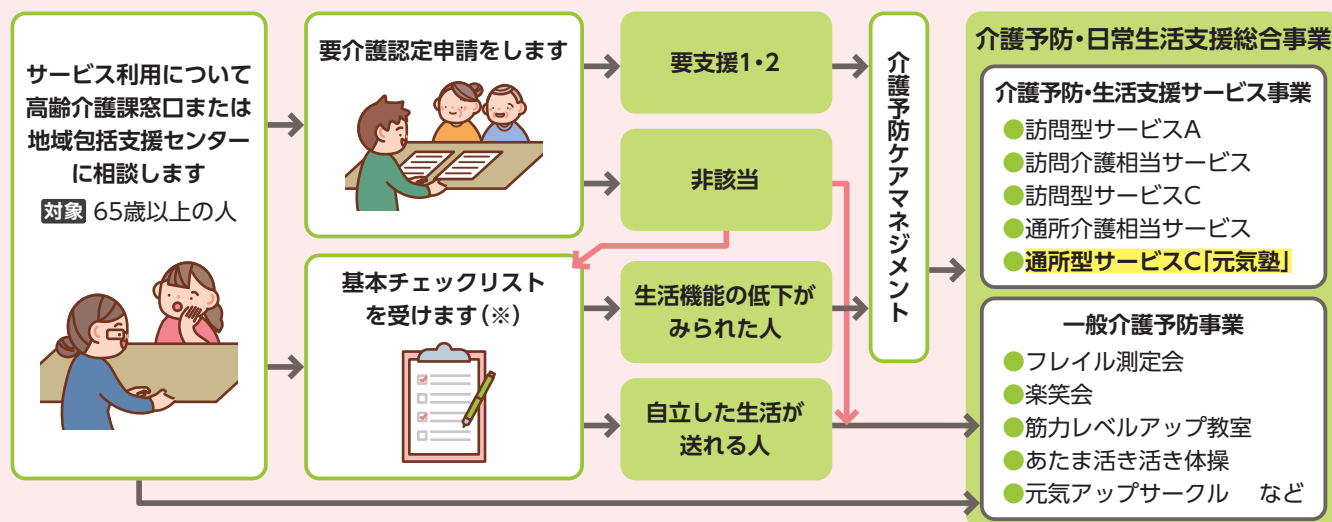 サービス利用について
高齢介護課窓口または
地域包括支援センター
に相談します
対象 65歳以上の人
要介護認定申請をします
基本チェックリスト
を受けます(※)
要支援1・2
非該当
生活機能の低下が
みられた人
自立した生活が
送れる人
介護予防ケアマネジメント
介護予防・日常生活支援総合事業
介護予防・生活支援サービス事業
●訪問型サービスA
●訪問介護相当サービス
●訪問型サービスC
●通所介護相当サービス
●通所型サービスC「元気塾」
一般介護予防事業
●フレイル測定会
●楽笑会
●筋力レベルアップ教室
●あたま活き活き体操
●元気アップサークル など